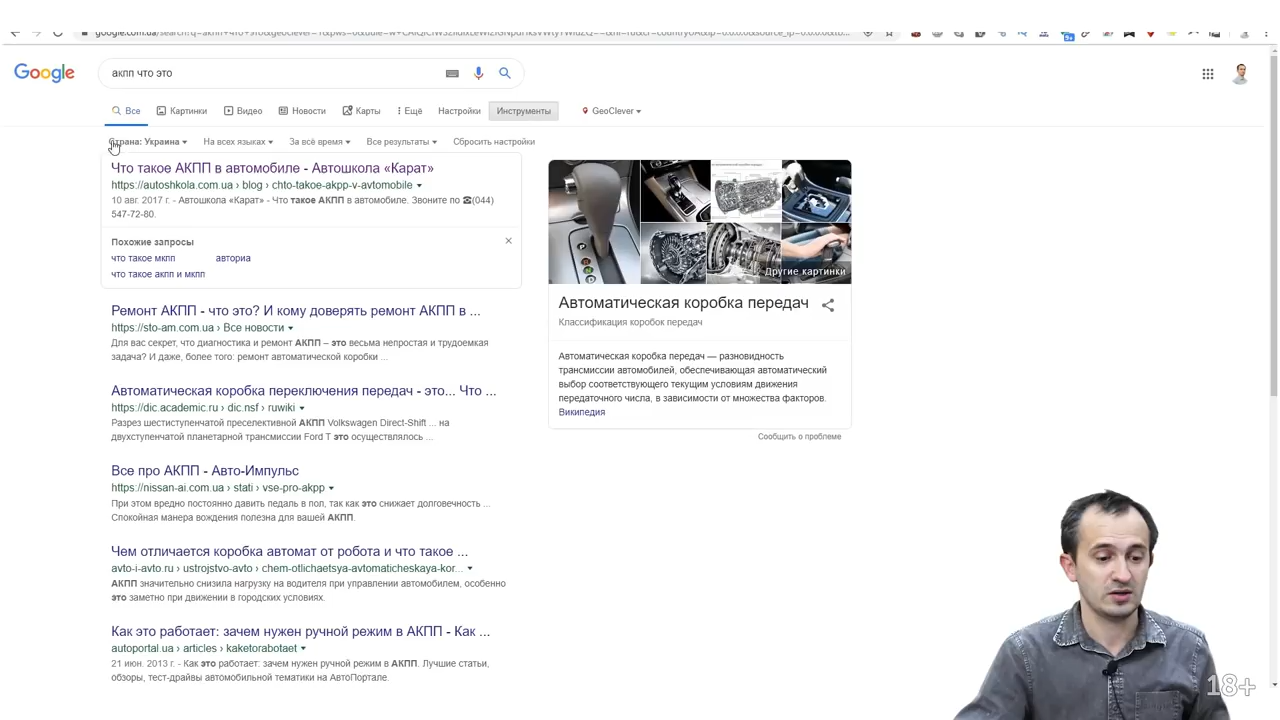 Google
акпп что это
Все
Картинки
Видео
Новости
Карты
Ещё
Настройки
Инструменты
GeoClever
Страна: Украина
На всех языках
За всё время
Все результаты
Сбросить настройки
Что такое АКПП в автомобиле - Автошкола «Карат»
https://autoshkola.com.ua › blog › chto-takoe-akpp-v-avtomobile
10 авг. 2017 г. - Автошкола «Карат» - Что такое АКПП в автомобиле. Звоните по ☎(044)
547-72-80.
Похожие запросы
что такое мкпп
авториа
что такое акпп и мкпп
Ремонт АКПП - что это? И кому доверять ремонт АКПП в ...
https://sto-am.com.ua › Все новости
Для вас секрет, что диагностика и ремонт АКПП – это весьма непростая и трудоемкая
задача? И даже, более того: ремонт автоматической коробки ...
Автоматическая коробка переключения передач - это... Что ...
https://dic.academic.ru › dic.nsf › ruwiki
Разрез шестиступенчатой преселективной АКПП Volkswagen Direct-Shift ... на
двухступенчатой планетарной трансмиссии Ford T это осуществлялось ...
Все про АКПП - Авто-Импульс
https://nissan-ai.com.ua › stati › vse-pro-akpp
При этом вредно постоянно давить педаль в пол, так как это снижает долговечность ...
Спокойная манера вождения полезна для вашей АКПП.
Чем отличается коробка автомат от робота и что такое ...
avto-i-avto.ru › ustrojstvo-avto › chem-otlichaetsya-avtomaticheskaya-kor...
АКПП значительно снизила нагрузку на водителя при управлении автомобилем, особенно
это заметно при движении в городских условиях.
Как это работает: зачем нужен ручной режим в АКПП - Как ...
autoportal.ua › articles › kaketorabotaet
21 июн. 2013 г. - Как это работает: зачем нужен ручной режим в АКПП. Лучшие статьи,
обзоры, тест-драйвы автомобильной тематики на АвтоПортале.
Другие картинки
Автоматическая коробка передач
Классификация коробок передач
Автоматическая коробка передач — разновидность
трансмиссии автомобилей, обеспечивающая автоматический
выбор соответствующего текущим условиям движения
передаточного числа, в зависимости от множества факторов.
Википедия
Сообщить о проблеме
18+